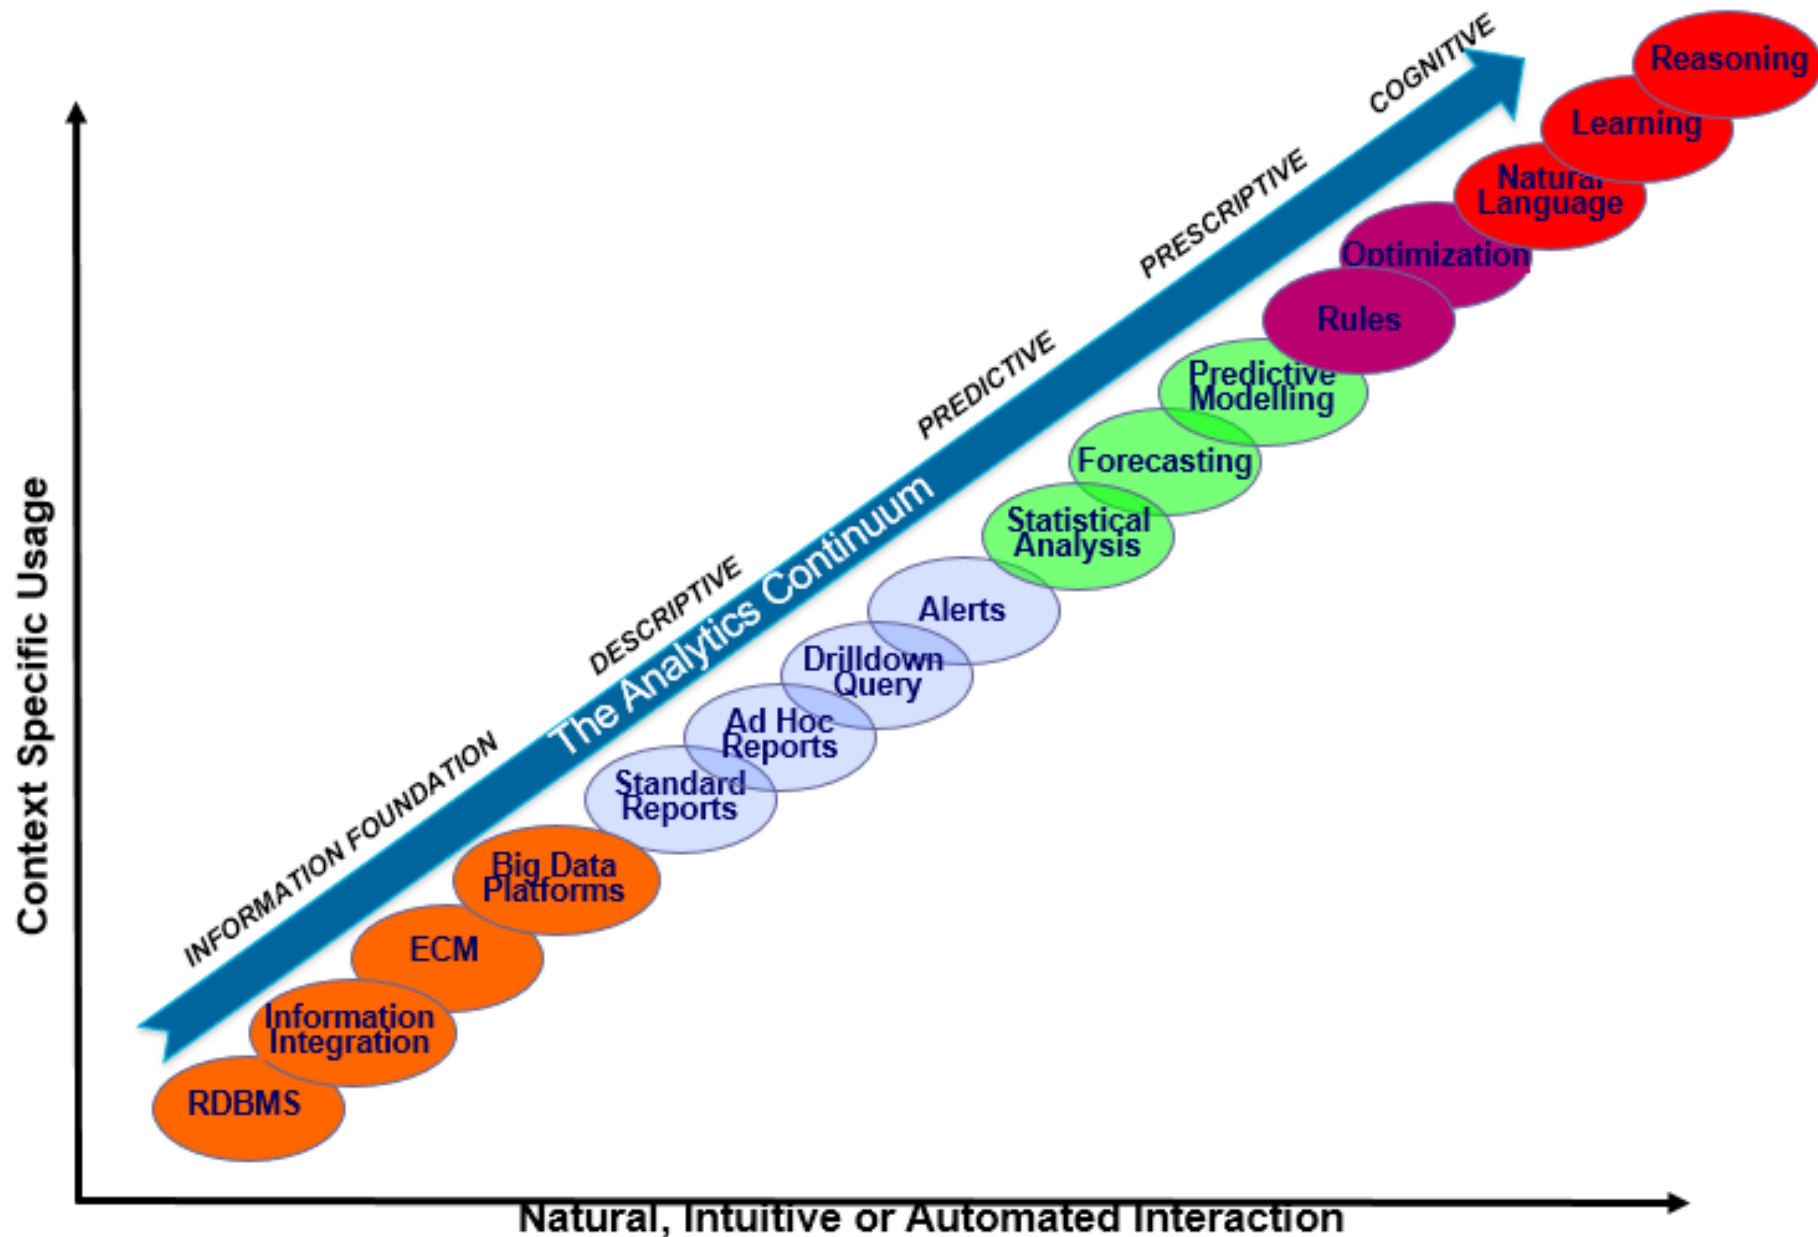 COGNITIVE
Reasoning
Learning
Natural
Language
PRESCRIPTIVE
Optimization
Rules
PREDICTIVE
Predictive
Modelling
Forecasting
Statistical
Analysis
The Analytics Continuum
DESCRIPTIVE
Alerts
Drilldown
Query
Ad Hoc
Reports
Standard
Reports
INFORMATION FOUNDATION
Big Data
Platforms
ECM
Information
Integration
RDBMS
Context Specific Usage
Natural, Intuitive or Automated Interaction